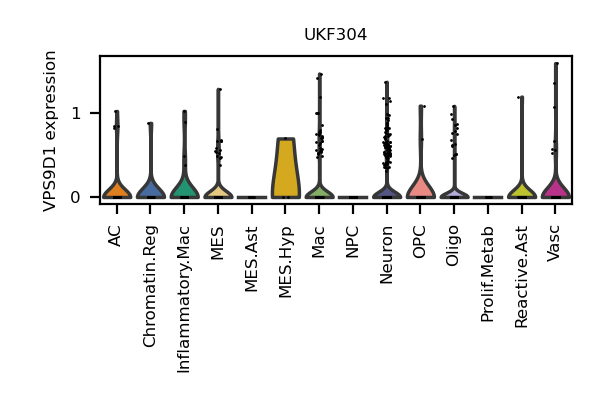 UKF304
VPS9D1 expression
1
0
AC
Chromatin.Reg
Inflammatory.Mac
MES
MES.Ast
MES.Hyp
Mac
NPC
Neuron
OPC
Oligo
Prolif.Metab
Reactive.Ast
Vasc